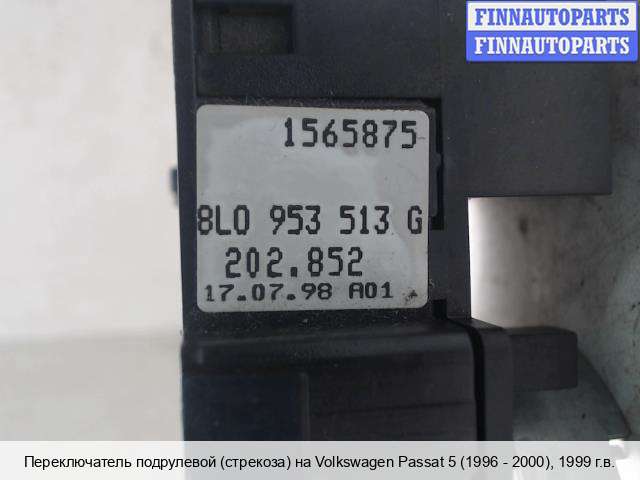 FINNAUTOPARTS
FINNAUTOPARTS
1565875
8L0 953 513 G
202.852
17.07.98 A01
Переключатель подрулевой (стрекоза) на Volkswagen Passat 5 (1996 - 2000), 1999 г.в.